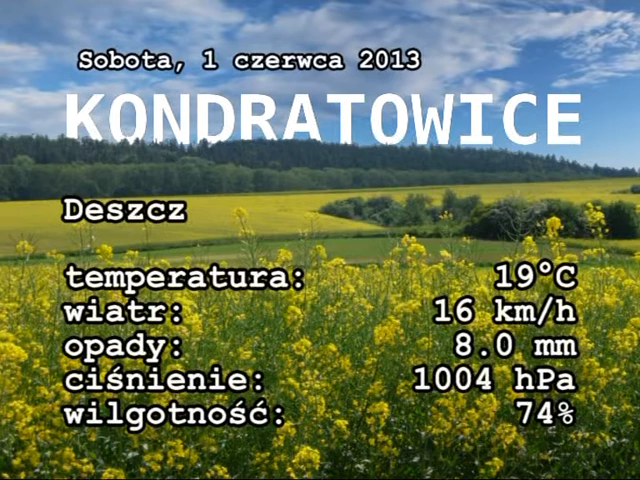 Sobota, 1 czerwca 2013
KONDRATOWICE
Deszcz
temperatura: 19°C
wiatr: 16 km/h
opady: 8.0 mm
ciśnienie: 1004 hPa
wilgotność: 74%